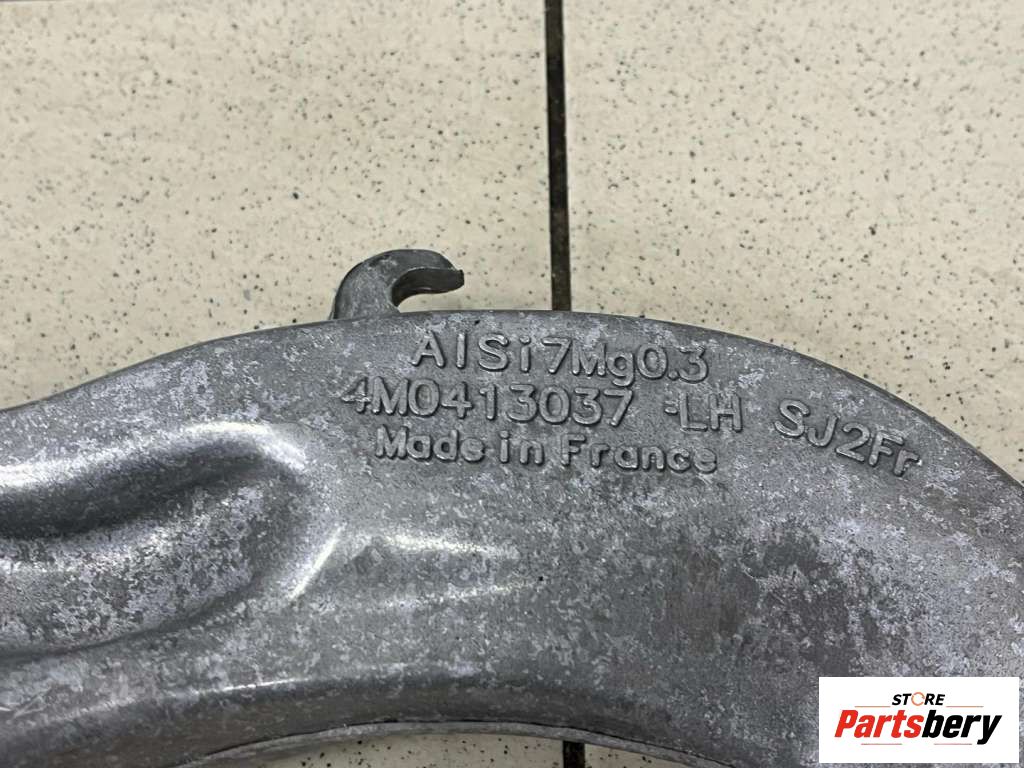 AlSi7Mg0.3
4M0413037 -LH SJ2Fr
Made in France
STORE
Partsbery